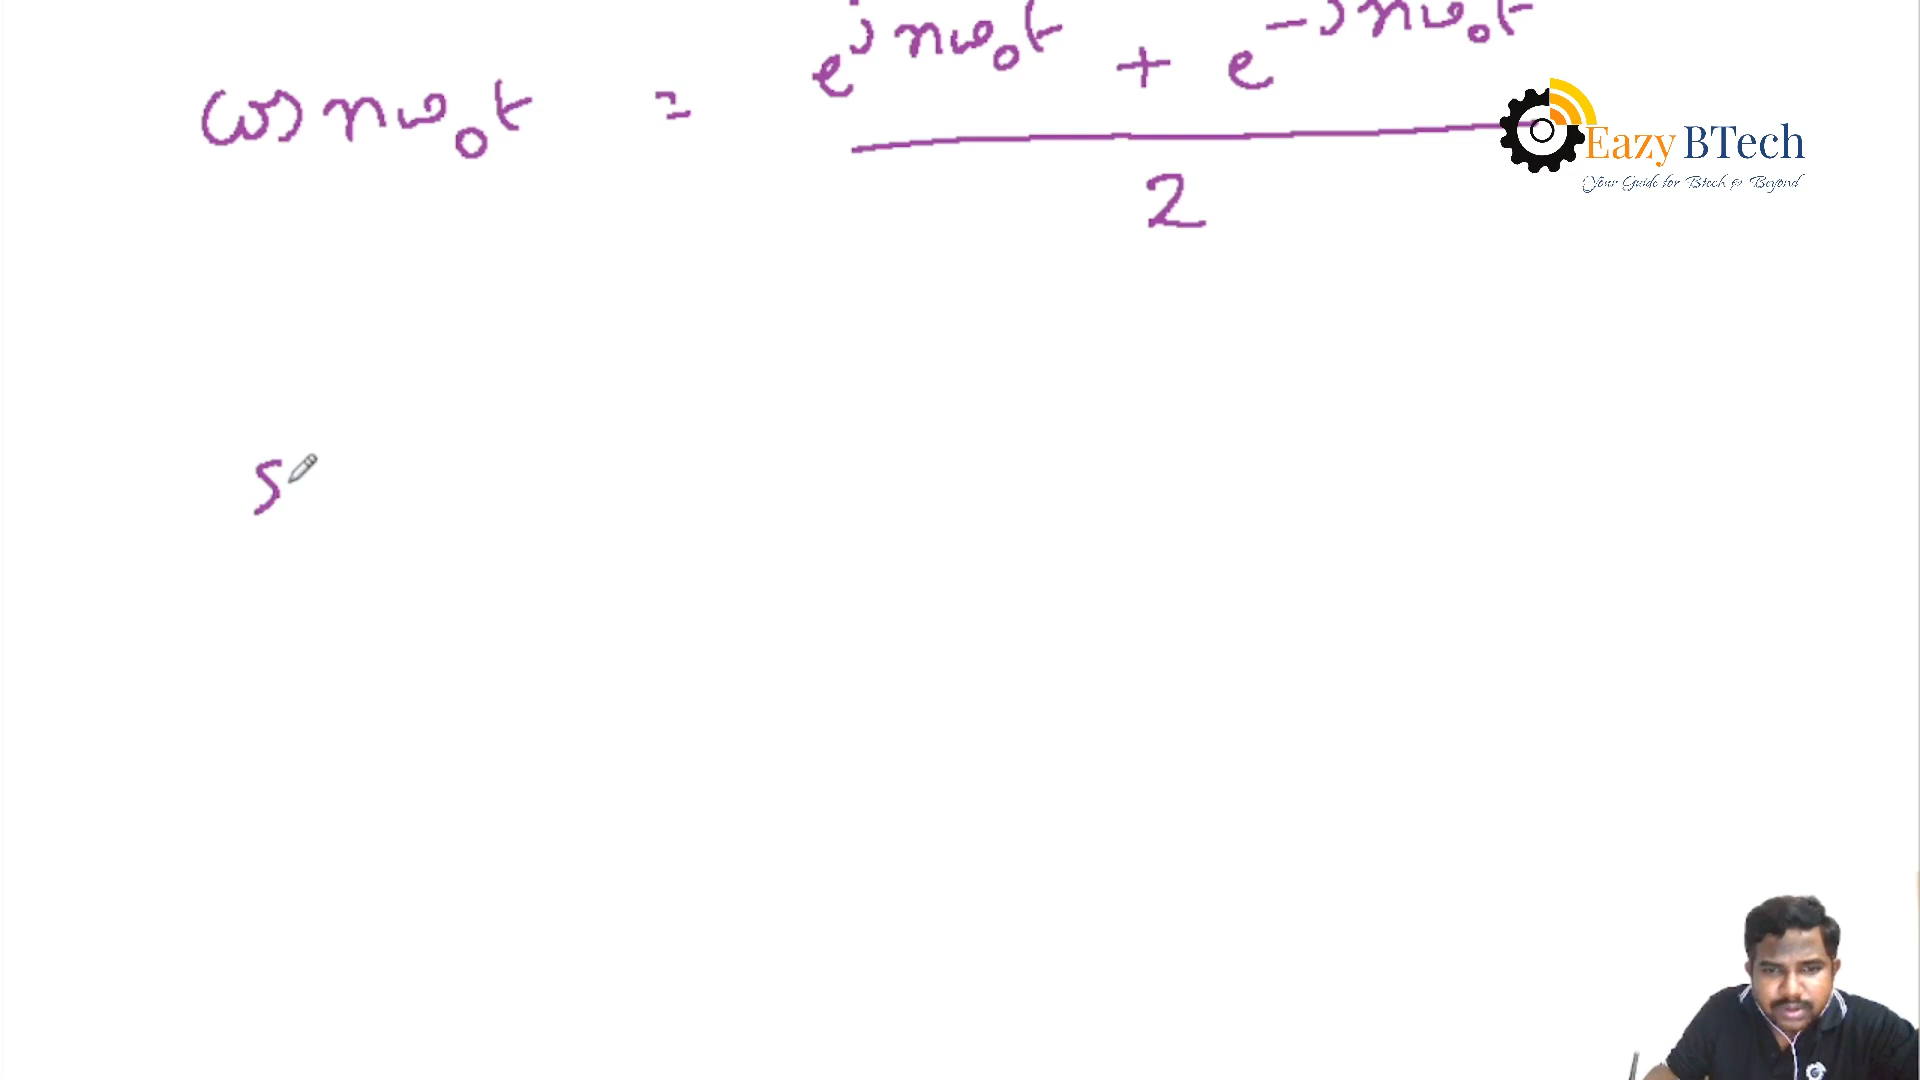 cos nω₀t = (e^{jnω₀t} + e^{-jnω₀t}) / 2
Eazy BTech
Your Guide for Btech & Beyond
s